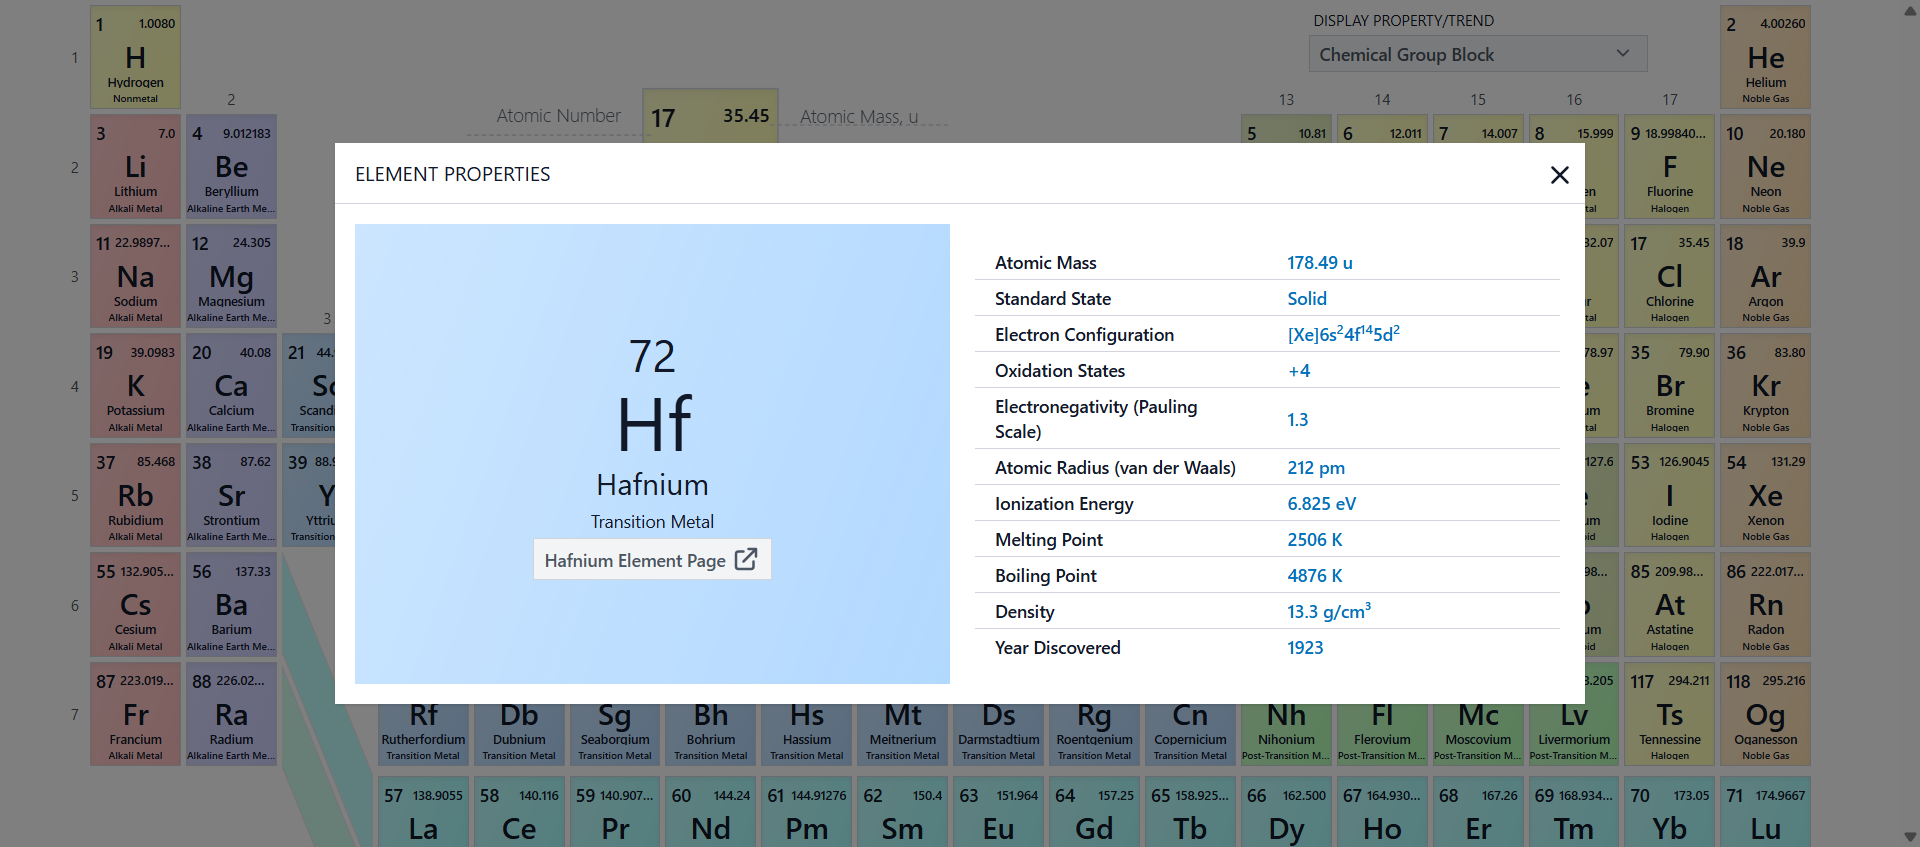 1 1.0080
H
Hydrogen
Nonmetal
DISPLAY PROPERTY/TREND
Chemical Group Block
2 4.00260
He
Helium
Noble Gas
1
2
13 14 15 16 17
Atomic Number 17 35.45 Atomic Mass, u
3 7.0
Li
Lithium
Alkali Metal
4 9.012183
Be
Beryllium
Alkaline Earth Me...
5 10.81
6 12.011
7 14.007
8 15.999
9 18.99840...
F
Fluorine
Halogen
10 20.180
Ne
Neon
Noble Gas
2
ELEMENT PROPERTIES
72
Hf
Hafnium
Transition Metal
Hafnium Element Page
Atomic Mass 178.49 u
Standard State Solid
Electron Configuration [Xe]6s²4f¹⁴5d²
Oxidation States +4
Electronegativity (Pauling
Scale) 1.3
Atomic Radius (van der Waals) 212 pm
Ionization Energy 6.825 eV
Melting Point 2506 K
Boiling Point 4876 K
Density 13.3 g/cm³
Year Discovered 1923
3
11 22.9897...
Na
Sodium
Alkali Metal
12 24.305
Mg
Magnesium
Alkaline Earth Me...
17 35.45
Cl
Chlorine
Halogen
18 39.9
Ar
Argon
Noble Gas
3
4
19 39.0983
K
Potassium
Alkali Metal
20 40.08
Ca
Calcium
Alkaline Earth Me...
21 44.
Sc
Scandi
Transition
78.97
35 79.90
Br
Bromine
Halogen
36 83.80
Kr
Krypton
Noble Gas
5
37 85.468
Rb
Rubidium
Alkali Metal
38 87.62
Sr
Strontium
Alkaline Earth Me...
39 88.9
Y
Yttriu
Transition
127.6
53 126.9045
I
Iodine
Halogen
54 131.29
Xe
Xenon
Noble Gas
6
55 132.905...
Cs
Cesium
Alkali Metal
56 137.33
Ba
Barium
Alkaline Earth Me...
85 209.98...
At
Astatine
Halogen
86 222.017...
Rn
Radon
Noble Gas
7
87 223.019...
Fr
Francium
Alkali Metal
88 226.02...
Ra
Radium
Alkaline Earth Me...
Rf
Rutherfordium
Transition Metal
Db
Dubnium
Transition Metal
Sg
Seaborgium
Transition Metal
Bh
Bohrium
Transition Metal
Hs
Hassium
Transition Metal
Mt
Meitnerium
Transition Metal
Ds
Darmstadtium
Transition Metal
Rg
Roentgenium
Transition Metal
Cn
Copernicium
Transition Metal
Nh
Nihonium
Post-Transition M...
Fl
Flerovium
Post-Transition M...
Mc
Moscovium
Post-Transition M...
Lv
Livermorium
Post-Transition M...
117 294.211
Ts
Tennessine
Halogen
118 295.216
Og
Oganesson
Noble Gas
57 138.9055
La
58 140.116
Ce
59 140.907...
Pr
60 144.24
Nd
61 144.91276
Pm
62 150.4
Sm
63 151.964
Eu
64 157.25
Gd
65 158.925...
Tb
66 162.500
Dy
67 164.930...
Ho
68 167.26
Er
69 168.934...
Tm
70 173.05
Yb
71 174.9667
Lu